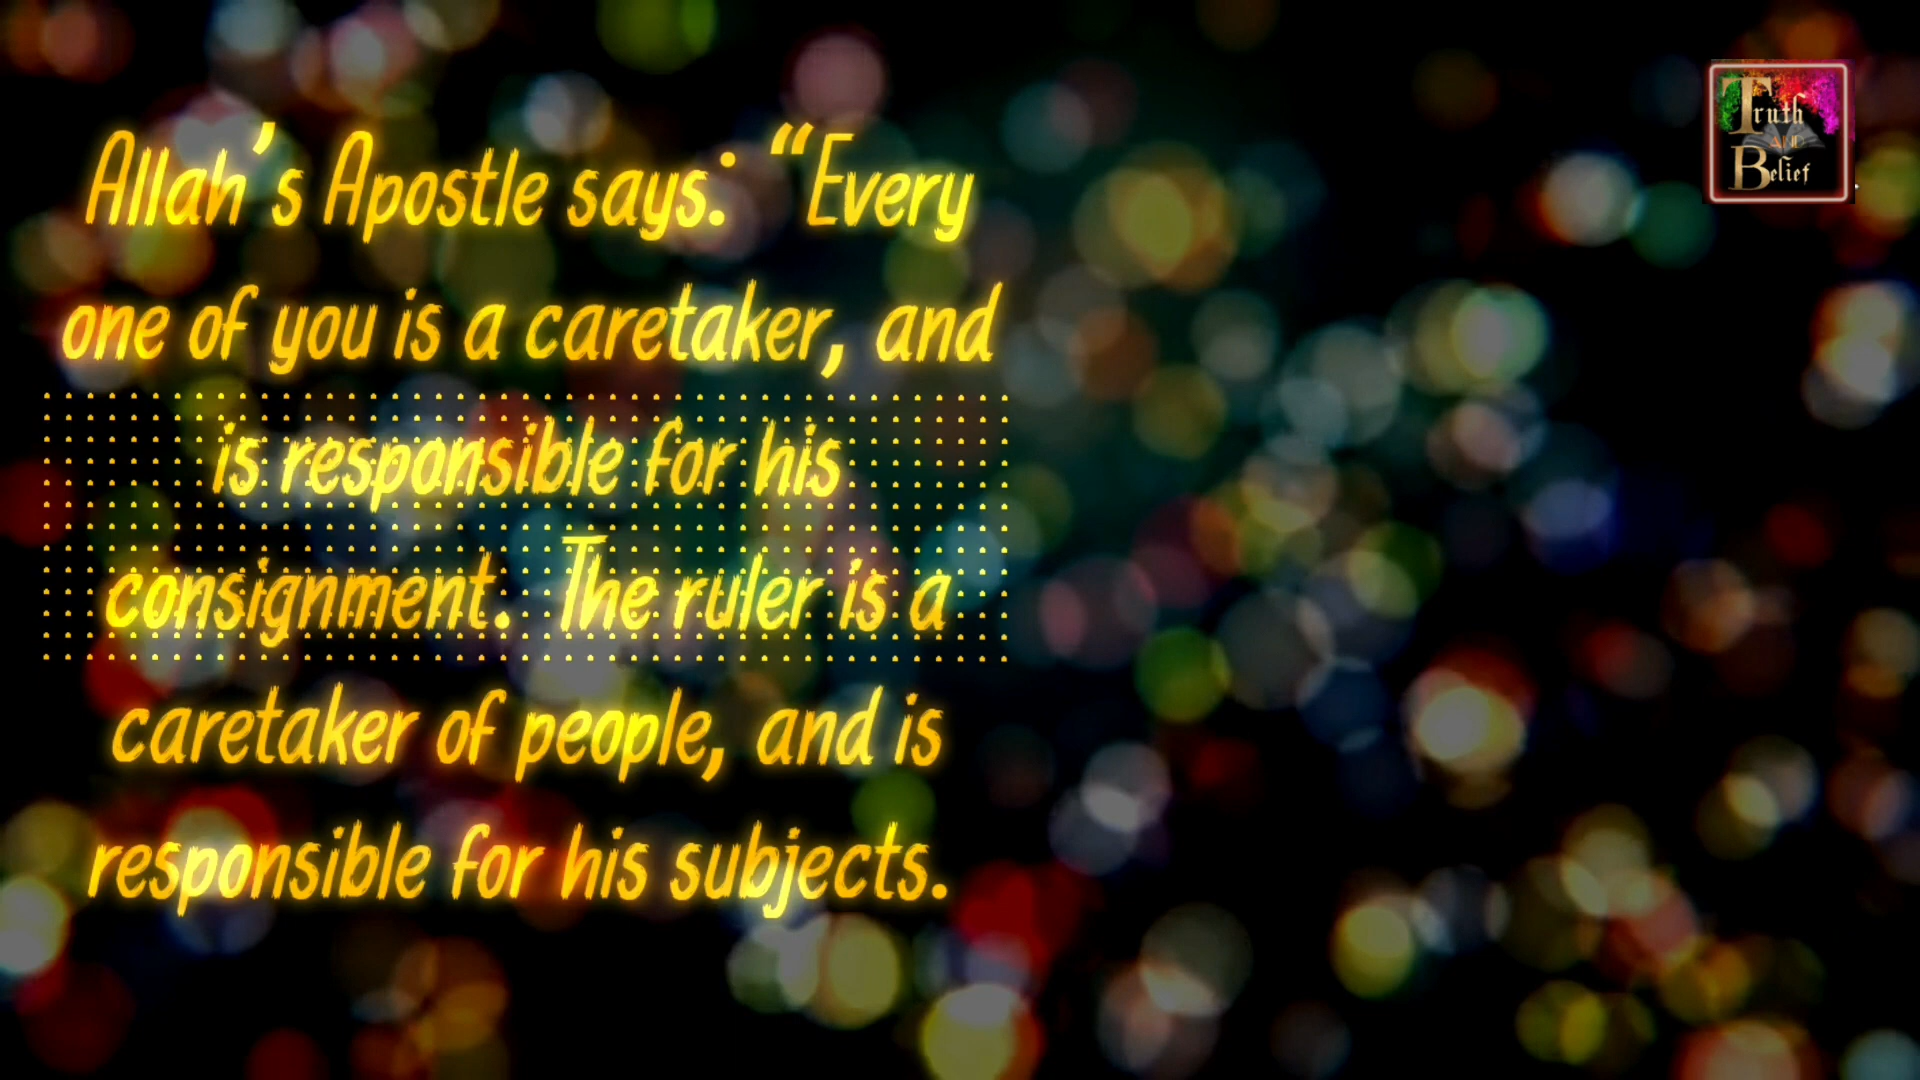 Allah’s Apostle says: “Every
one of you is a caretaker, and
is responsible for his
consignment. The ruler is a
caretaker of people, and is
responsible for his subjects.
Truth
AND
Belief